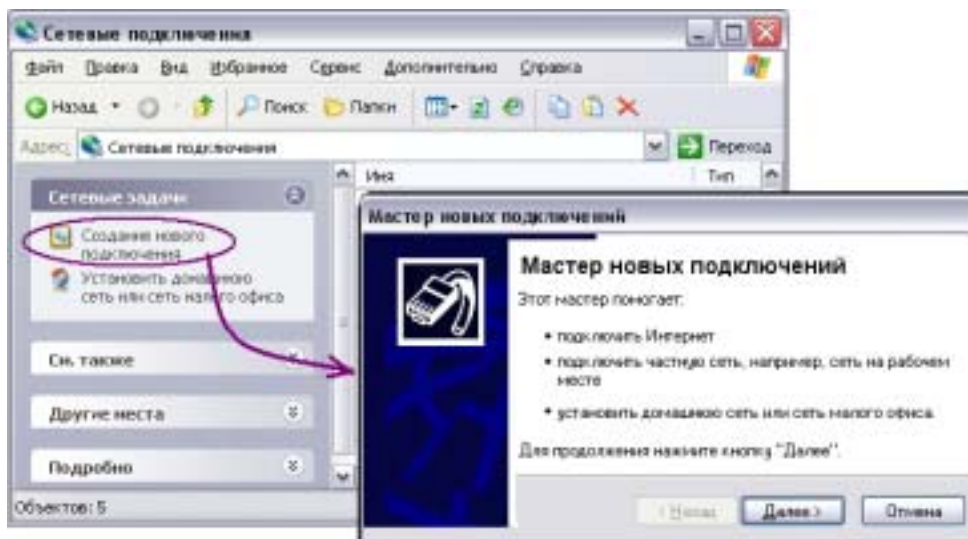 Сетевые подключения
Файл Правка Вид Избранное Сервис Дополнительно Справка
Назад Поиск Папки
Адрес: Сетевые подключения Переход
Имя Тип
Сетевые задачи
Создание нового
подключения
Установить домашнюю
сеть или сеть малого офиса
См. также
Другие места
Подробно
Объектов: 5
Мастер новых подключений
Мастер новых подключений
Этот мастер помогает:
• подключить Интернет
• подключить частную сеть, например, сеть на рабочем
месте
• установить домашнюю сеть или сеть малого офиса
Для продолжения нажмите кнопку "Далее".
< Назад Далее > Отмена